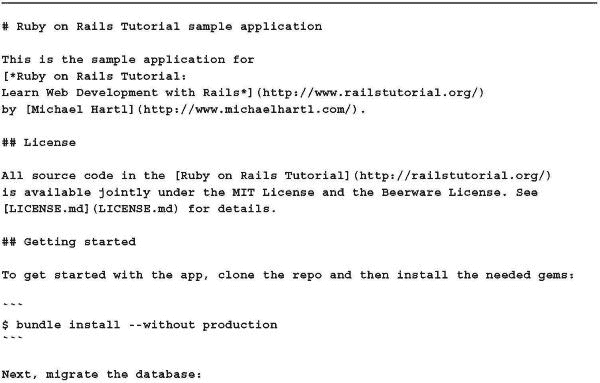 # Ruby on Rails Tutorial sample application
This is the sample application for
[*Ruby on Rails Tutorial:
Learn Web Development with Rails*](http://www.railstutorial.org/)
by [Michael Hartl](http://www.michaelhartl.com/).
## License
All source code in the [Ruby on Rails Tutorial](http://railstutorial.org/)
is available jointly under the MIT License and the Beerware License. See
[LICENSE.md](LICENSE.md) for details.
## Getting started
To get started with the app, clone the repo and then install the needed gems:
```
$ bundle install --without production
```
Next, migrate the database: